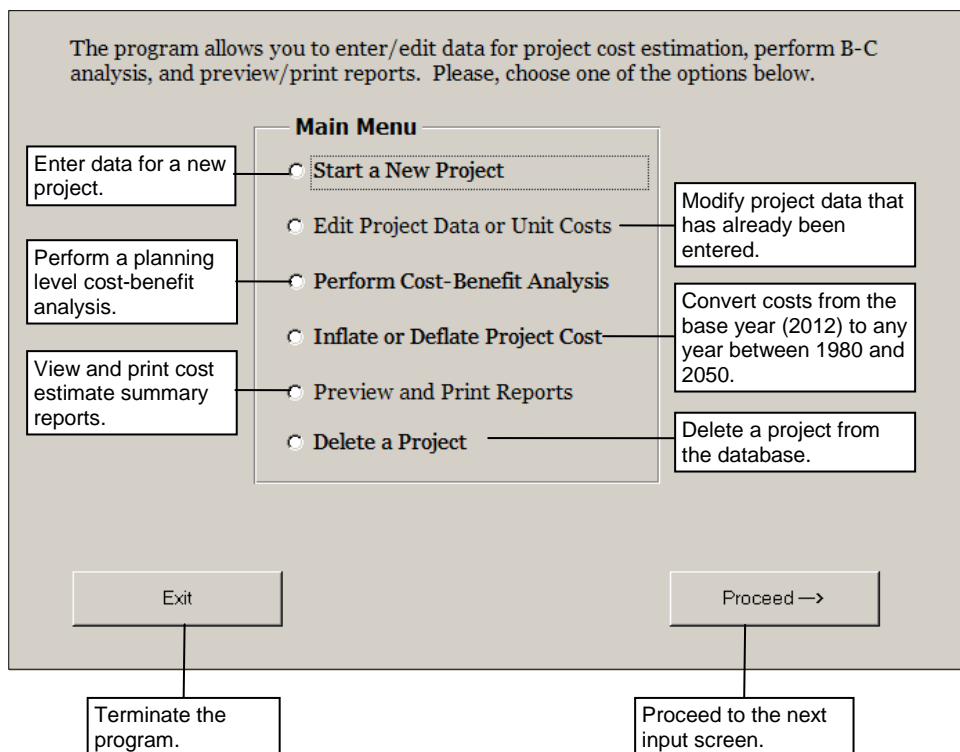 The program allows you to enter/edit data for project cost estimation, perform B-C
analysis, and preview/print reports.  Please, choose one of the options below.
Main Menu
Enter data for a new
project.
Start a New Project
Edit Project Data or Unit Costs
Modify project data that
has already been
entered.
Perform a planning
level cost-benefit
analysis.
Perform Cost-Benefit Analysis
Inflate or Deflate Project Cost
Convert costs from the
base year (2012) to any
year between 1980 and
2050.
View and print cost
estimate summary
reports.
Preview and Print Reports
Delete a Project
Delete a project from
the database.
Exit
Proceed —>
Terminate the
program.
Proceed to the next
input screen.